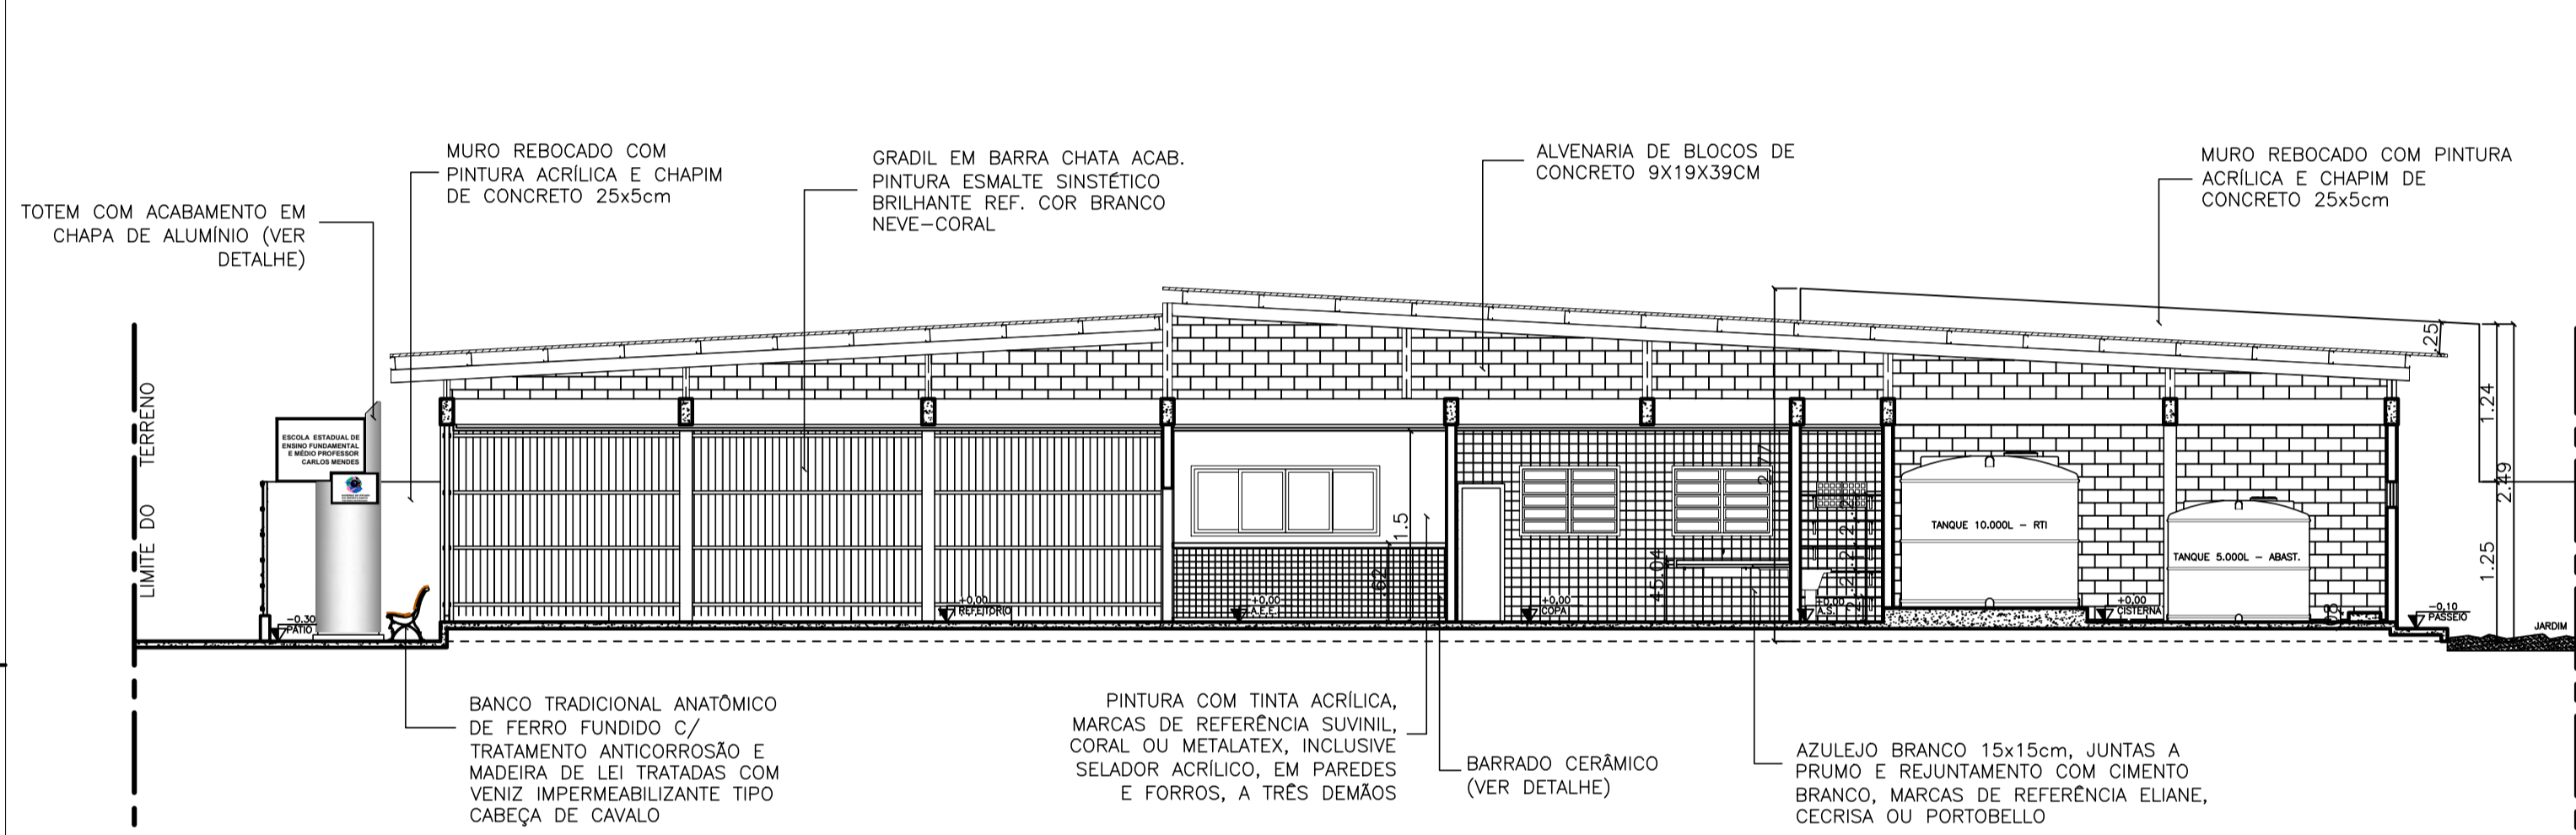 MURO REBOCADO COM
PINTURA ACRÍLICA E CHAPIM
DE CONCRETO 25x5cm
GRADIL EM BARRA CHATA ACAB.
PINTURA ESMALTE SINSTÉTICO
BRILHANTE REF. COR BRANCO
NEVE-CORAL
ALVENARIA DE BLOCOS DE
CONCRETO 9X19X39CM
MURO REBOCADO COM PINTURA
ACRÍLICA E CHAPIM DE
CONCRETO 25x5cm
TOTEM COM ACABAMENTO EM
CHAPA DE ALUMÍNIO (VER
DETALHE)
LIMITE DO TERRENO
ESCOLA ESTADUAL DE
ENSINO FUNDAMENTAL
E MÉDIO PROFESSOR
CARLOS MENDES
-0,30
PÁTIO
+0,00
REFEITÓRIO
+0,00
A.E.E.
1.5
.62
+0,00
COPA
2.77
+0,00
A.S.
TANQUE 10.000L - RTI
TANQUE 5.000L - ABAST.
+0,00
CISTERNA
-0,10
PASSEIO
JARDIM
.25
1.24
2.49
1.25
BANCO TRADICIONAL ANATÔMICO
DE FERRO FUNDIDO C/
TRATAMENTO ANTICORROSÃO E
MADEIRA DE LEI TRATADAS COM
VENIZ IMPERMEABILIZANTE TIPO
CABEÇA DE CAVALO
PINTURA COM TINTA ACRÍLICA,
MARCAS DE REFERÊNCIA SUVINIL,
CORAL OU METALATEX, INCLUSIVE
SELADOR ACRÍLICO, EM PAREDES
E FORROS, A TRÊS DEMÃOS
BARRADO CERÂMICO
(VER DETALHE)
AZULEJO BRANCO 15x15cm, JUNTAS A
PRUMO E REJUNTAMENTO COM CIMENTO
BRANCO, MARCAS DE REFERÊNCIA ELIANE,
CECRISA OU PORTOBELLO